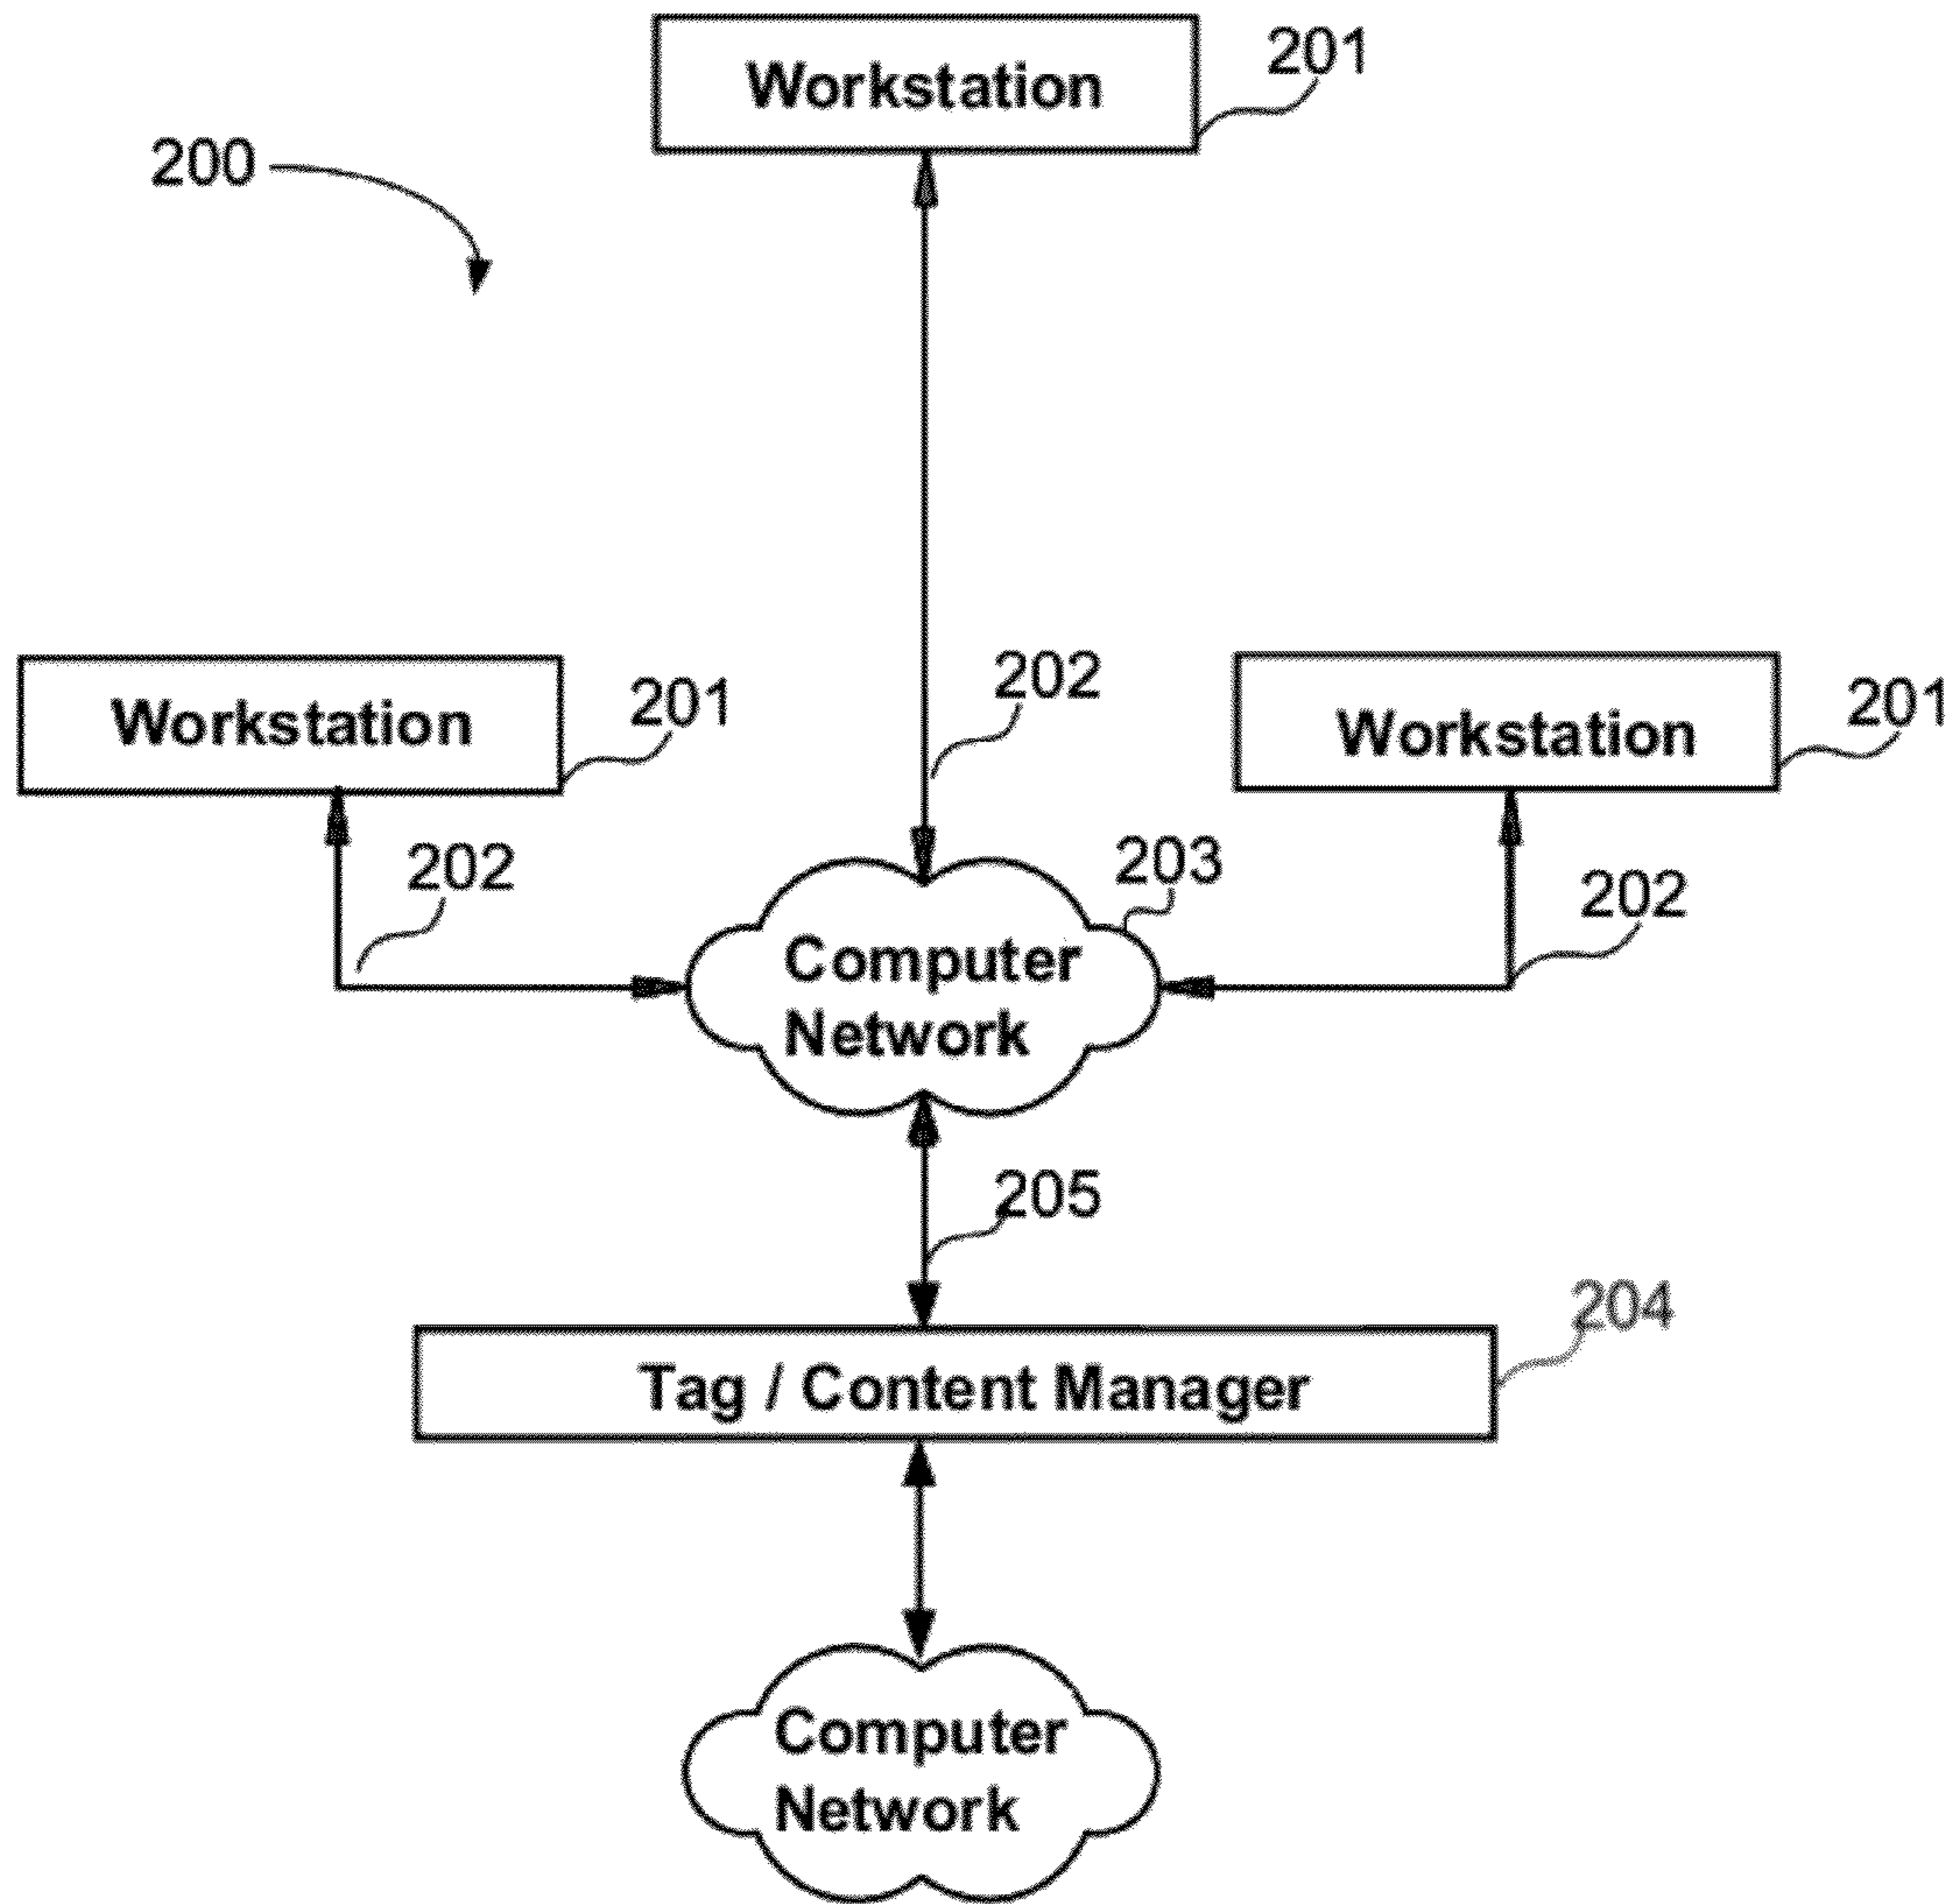 Workstation
201
200
Workstation
201
202
Workstation
201
202
203
202
Computer
Network
205
204
Tag / Content Manager
Computer
Network